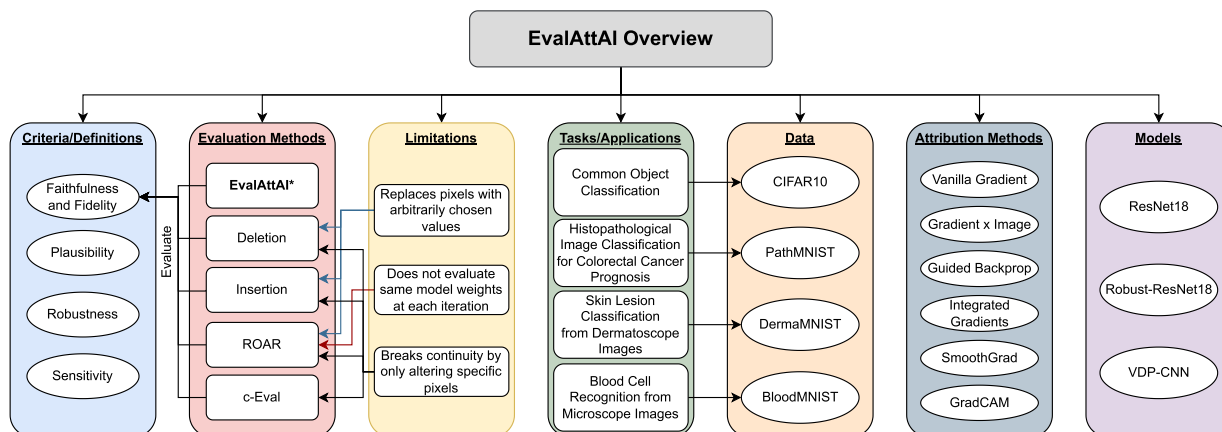 EvalAttAI Overview
Criteria/Definitions
Faithfulness
and Fidelity
Plausibility
Robustness
Sensitivity
Evaluate
Evaluation Methods
EvalAttAI*
Deletion
Insertion
ROAR
c-Eval
Limitations
Replaces pixels with
arbitrarily chosen
values
Does not evaluate
same model weights
at each iteration
Breaks continuity by
only altering specific
pixels
Tasks/Applications
Common Object
Classification
Histopathological
Image Classification
for Colorectal Cancer
Prognosis
Skin Lesion
Classification
from Dermatoscope
Images
Blood Cell
Recognition from
Microscope Images
Data
CIFAR10
PathMNIST
DermaMNIST
BloodMNIST
Attribution Methods
Vanilla Gradient
Gradient x Image
Guided Backprop
Integrated
Gradients
SmoothGrad
GradCAM
Models
ResNet18
Robust-ResNet18
VDP-CNN